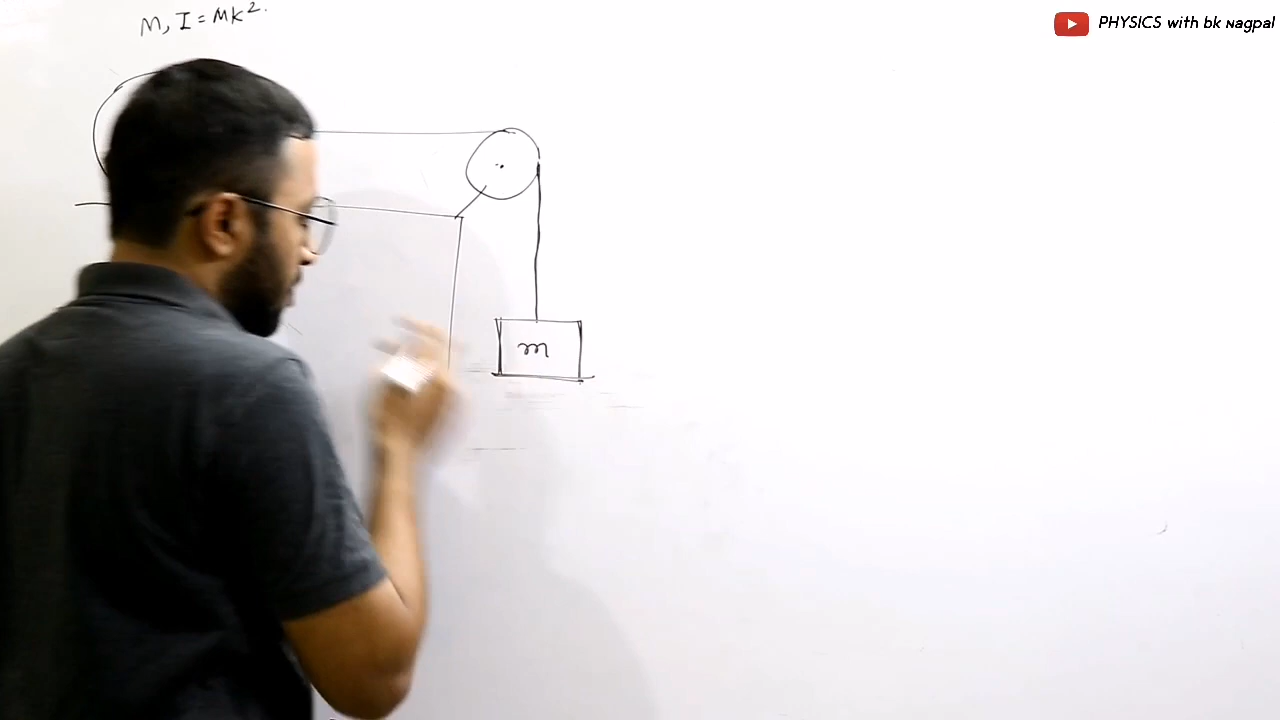 M, I = MK².
PHYSICS with bk Nagpal
m